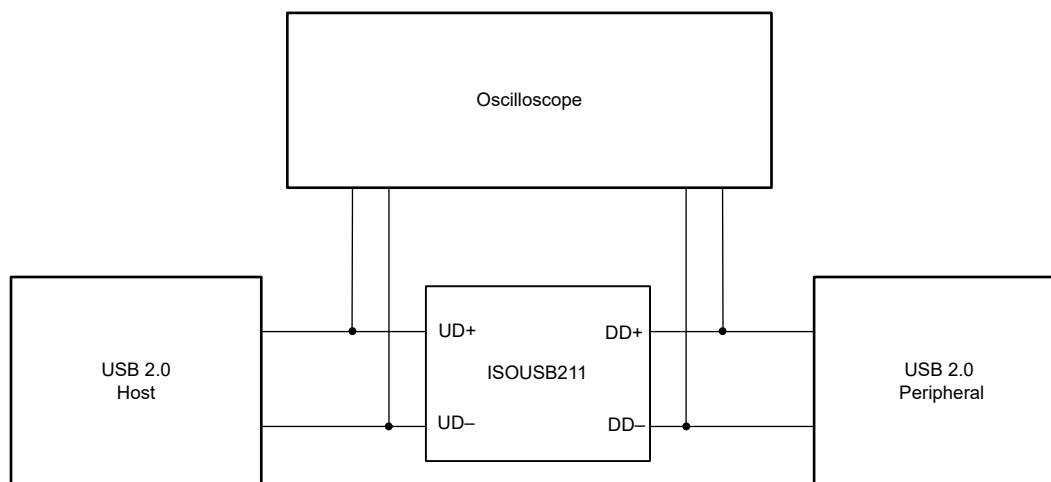 Oscilloscope
USB 2.0
Host
UD+
UD–
ISOUSB211
DD+
DD–
USB 2.0
Peripheral